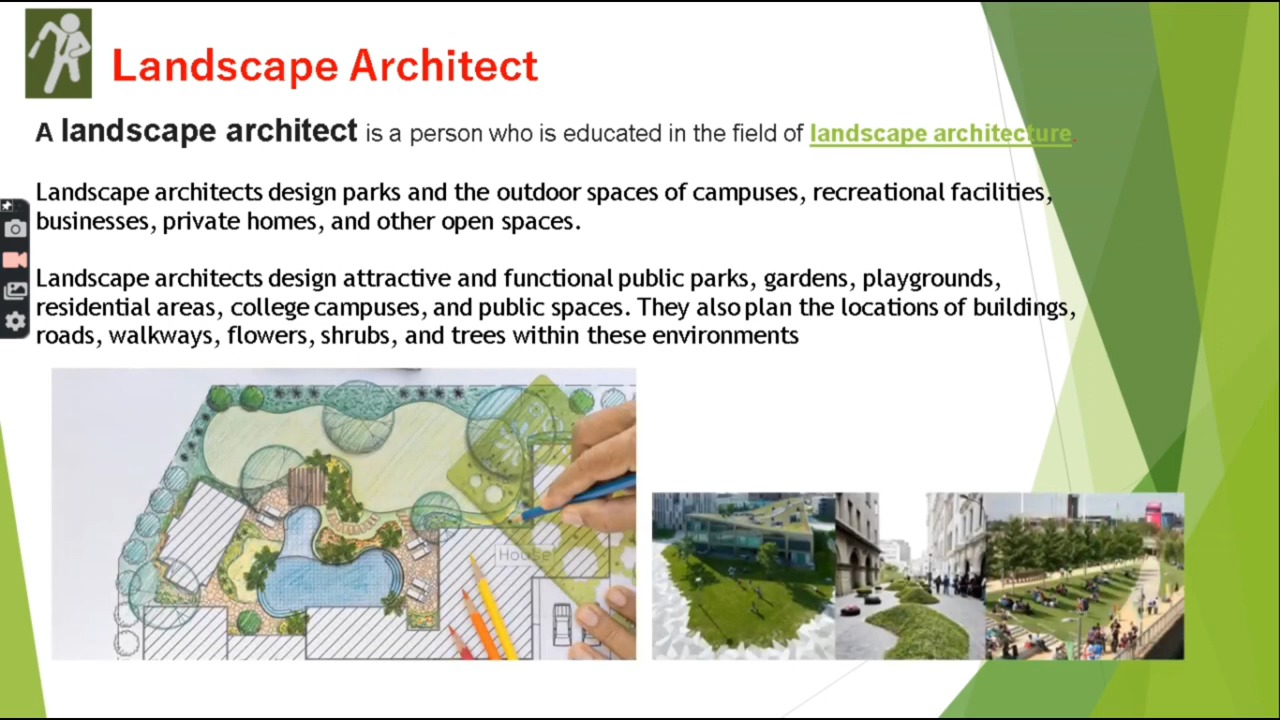 Landscape Architect
A landscape architect is a person who is educated in the field of landscape architecture.
Landscape architects design parks and the outdoor spaces of campuses, recreational facilities,
businesses, private homes, and other open spaces.
Landscape architects design attractive and functional public parks, gardens, playgrounds,
residential areas, college campuses, and public spaces. They also plan the locations of buildings,
roads, walkways, flowers, shrubs, and trees within these environments
House